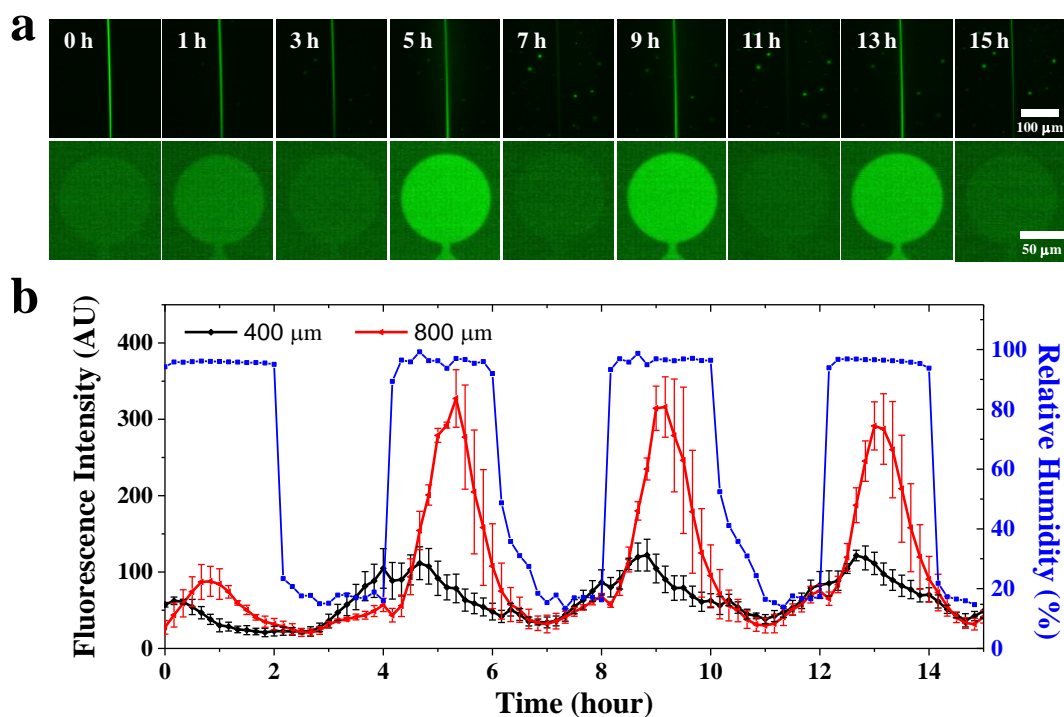 a
0 h 1 h 3 h 5 h 7 h 9 h 11 h 13 h 15 h
100 μm
50 μm
b
400 μm 800 μm
Fluorescence Intensity (AU)
400
300
200
100
0
0 2 4 6 8 10 12 14
Time (hour)
100
80
60
40
20
0
Relative Humidity (%)